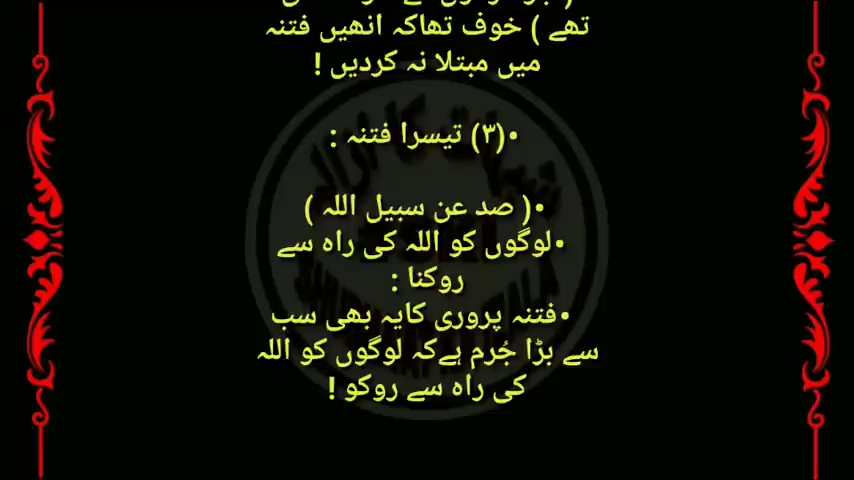 تھے ) خوف تھاکہ انھیں فتنہ
میں مبتلا نہ کردیں !
•(۳) تیسرا فتنہ :
•( صد عن سبیل اللہ )
•لوگوں کو اللہ کی راہ سے
روکنا :
•فتنہ پروری کایہ بھی سب
سے بڑا جُرم ہےکہ لوگوں کو اللہ
کی راہ سے روکو !